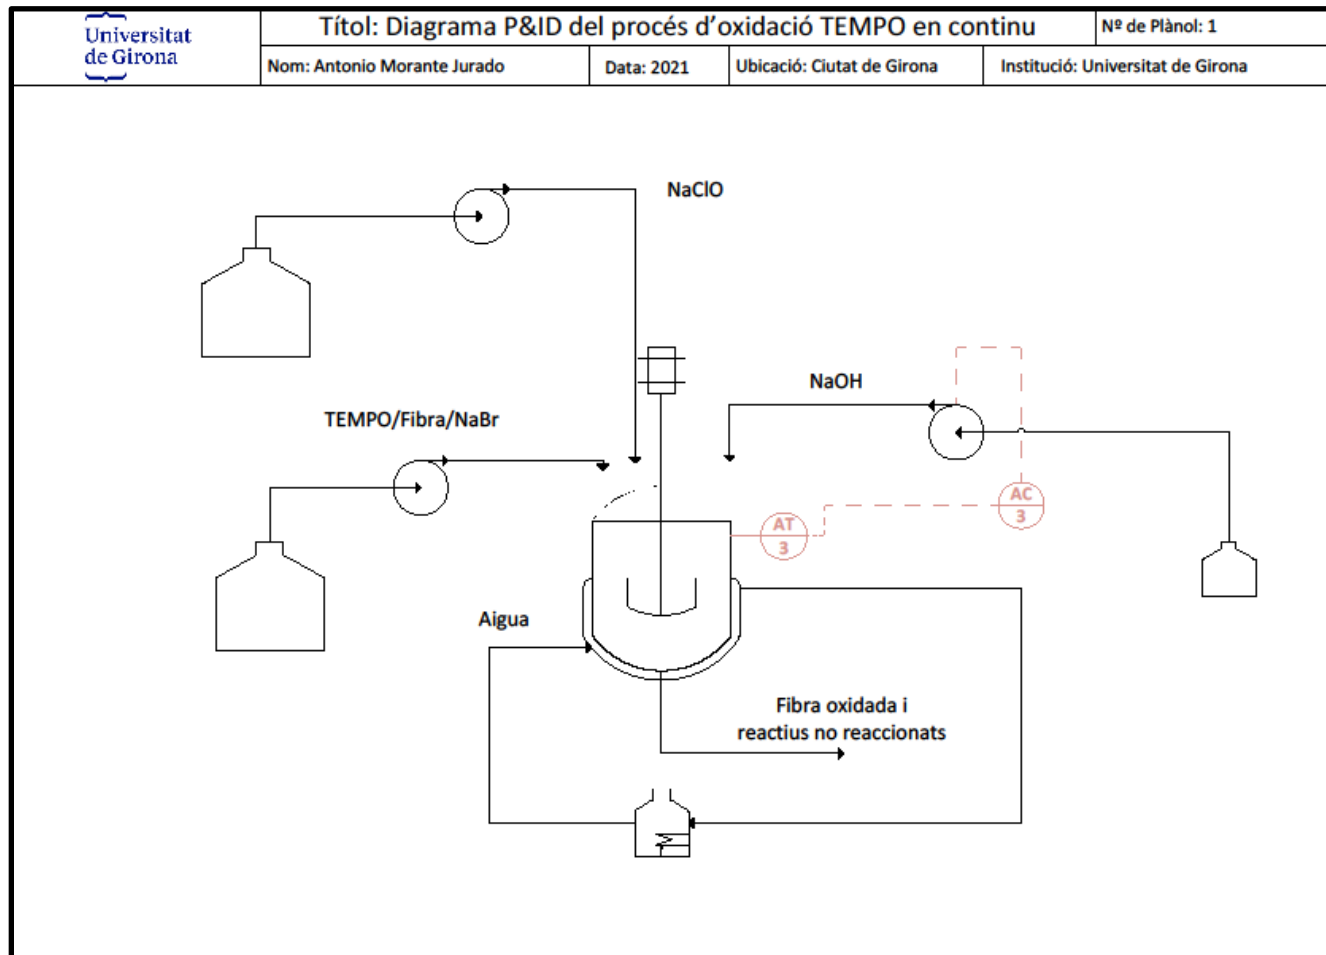 Universitat
de Girona
Títol: Diagrama P&ID del procés d’oxidació TEMPO en continu
Nº de Plànol: 1
Nom: Antonio Morante Jurado
Data: 2021
Ubicació: Ciutat de Girona
Institució: Universitat de Girona
NaClO
NaOH
TEMPO/Fibra/NaBr
AC
3
AT
3
Aigua
Fibra oxidada i
reactius no reaccionats